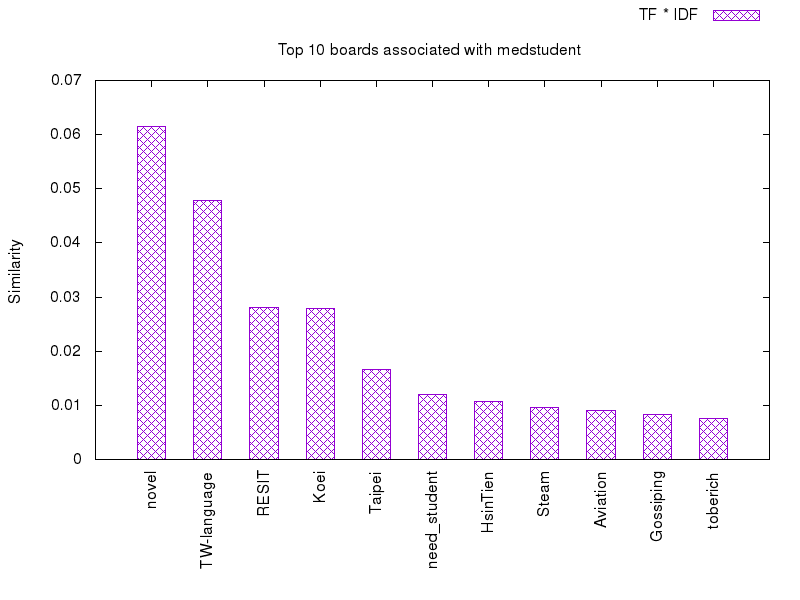 TF * IDF
Top 10 boards associated with medstudent
0.07
0.06
0.05
0.04
0.03
0.02
0.01
0
Similarity
novel
TW-language
RESIT
Koei
Taipei
need_student
HsinTien
Steam
Aviation
Gossiping
toberich